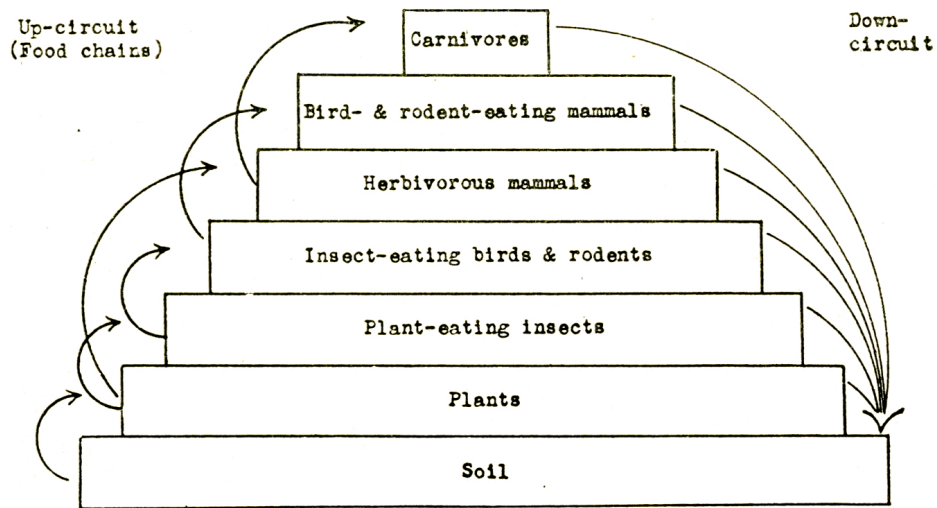 Up-circuit
(Food chains)
Down-
circuit
Carnivores
Bird- & rodent-eating mammals
Herbivorous mammals
Insect-eating birds & rodents
Plant-eating insects
Plants
Soil